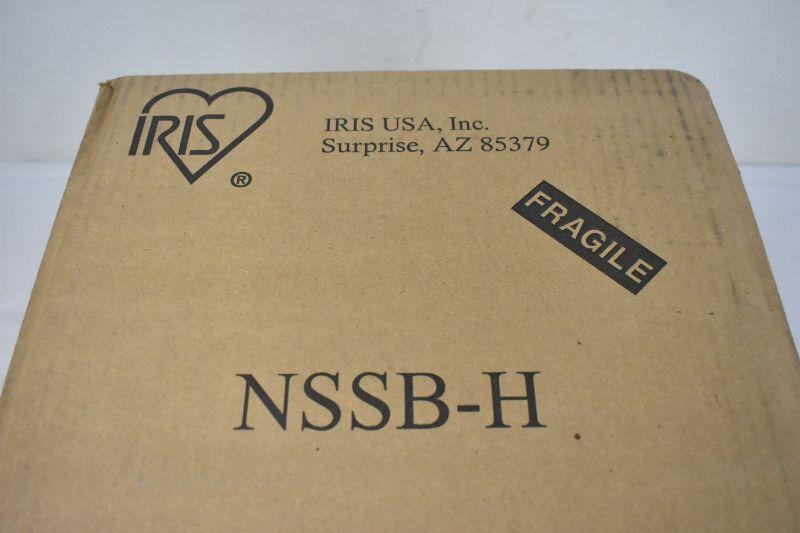 IRIS
®
IRIS USA, Inc.
Surprise, AZ 85379
FRAGILE
NSSB-H